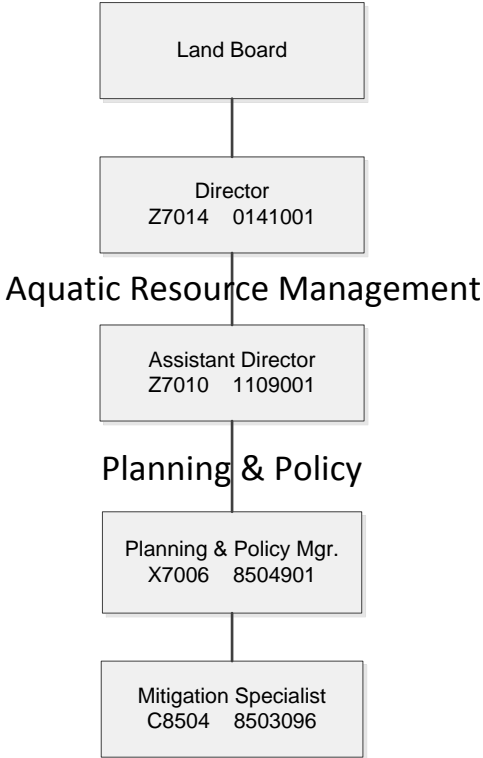 Land Board
Director
Z7014 0141001
Aquatic Resource Management
Assistant Director
Z7010 1109001
Planning & Policy
Planning & Policy Mgr.
X7006 8504901
Mitigation Specialist
C8504 8503096